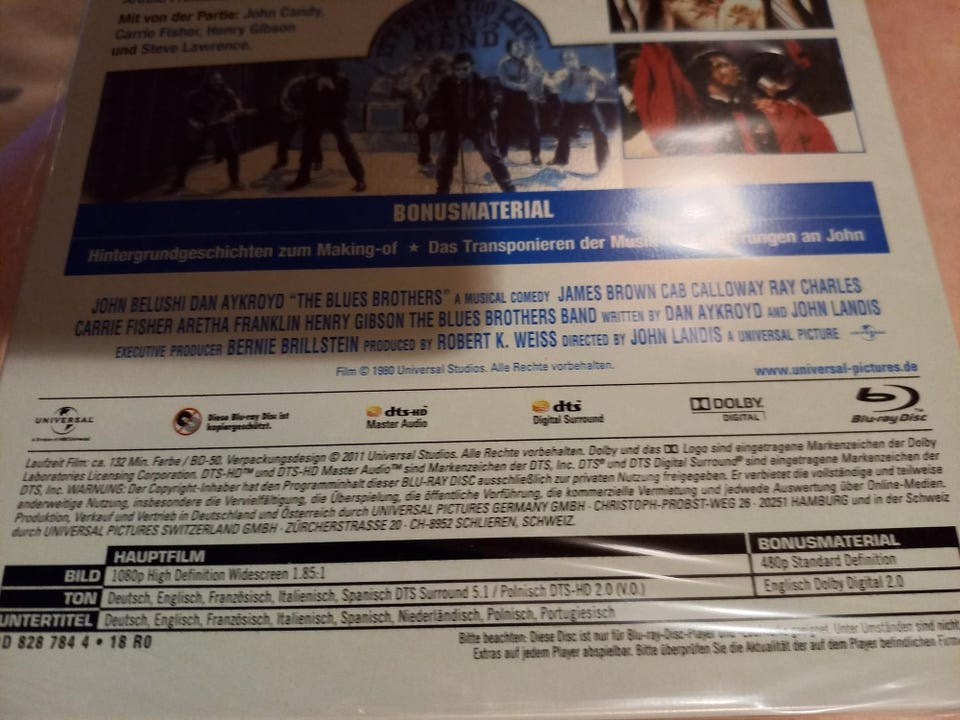 Mit von der Partie: John Candy,
Carrie Fisher, Henry Gibson
und Steve Lawrence.
MEND
BONUSMATERIAL
Hintergrundgeschichten zum Making-of ★ Das Transponieren der an John
JOHN BELUSHI DAN AYKROYD "THE BLUES BROTHERS" A MUSICAL COMEDY JAMES BROWN CAB CALLOWAY RAY CHARLES
CARRIE FISHER ARETHA FRANKLIN HENRY GIBSON THE BLUES BROTHERS BAND WRITTEN BY DAN AYKROYD AND JOHN LANDIS
EXECUTIVE PRODUCER BERNIE BRILLSTEIN PRODUCED BY ROBERT K. WEISS DIRECTED BY JOHN LANDIS A UNIVERSAL PICTURE
Film © 1980 Universal Studios. Alle Rechte vorbehalten.
www.universal-pictures.de
UNIVERSAL
Diese Blu-ray Disc ist
kopiergeschützt.
dts-HD
Master Audio
dts
Digital Surround
DOLBY
DIGITAL
Blu-ray Disc
Laufzeit Film: ca. 132 Min. Farbe / BD-50. Verpackungsdesign © 2011 Universal Studios. Alle Rechte vorbehalten. Dolby und das Logo sind eingetragene Markenzeichen der Dolby
Laboratories Licensing Corporation. DTS-HD™ und DTS-HD Master Audio™ sind Markenzeichen der DTS, Inc. DTS® und DTS Digital Surround® sind eingetragene Markenzeichen der
DTS, Inc. WARNUNG: Der Copyright-Inhaber hat den Programminhalt dieser BLU-RAY DISC ausschließlich zur privaten Nutzung freigegeben. Er verbietet die vollständige und teilweise
anderweitige Nutzung, insbesondere die Vervielfältigung, die Überspielung, die öffentliche Vorführung, die kommerzielle Vermietung und jedwede Auswertung über Online-Medien.
Produktion, Verkauf und Vertrieb in Deutschland und Österreich durch UNIVERSAL PICTURES GERMANY GMBH · CHRISTOPH-PROBST-WEG 26 · 20251 HAMBURG und in der Schweiz
durch UNIVERSAL PICTURES SWITZERLAND GMBH · ZÜRCHERSTRASSE 20 · CH-8952 SCHLIEREN, SCHWEIZ.
HAUPTFILM
BONUSMATERIAL
BILD 1080p High Definition Widescreen 1.85:1
480p Standard Definition
TON Deutsch, Englisch, Französisch, Italienisch, Spanisch DTS Surround 5.1 / Polnisch DTS-HD 2.0 (V.O.)
Englisch Dolby Digital 2.0
UNTERTITEL Deutsch, Englisch, Französisch, Italienisch, Spanisch, Niederländisch, Polnisch, Portugiesisch
828 784 4 • 18 R0
Bitte beachten: Diese Disc ist nur für Blu-ray-Disc-Player Unter Umständen sind nicht
Extras auf jedem Player abspielbar. Bitte überprüfen Sie die Aktualität der auf dem Player befindlichen